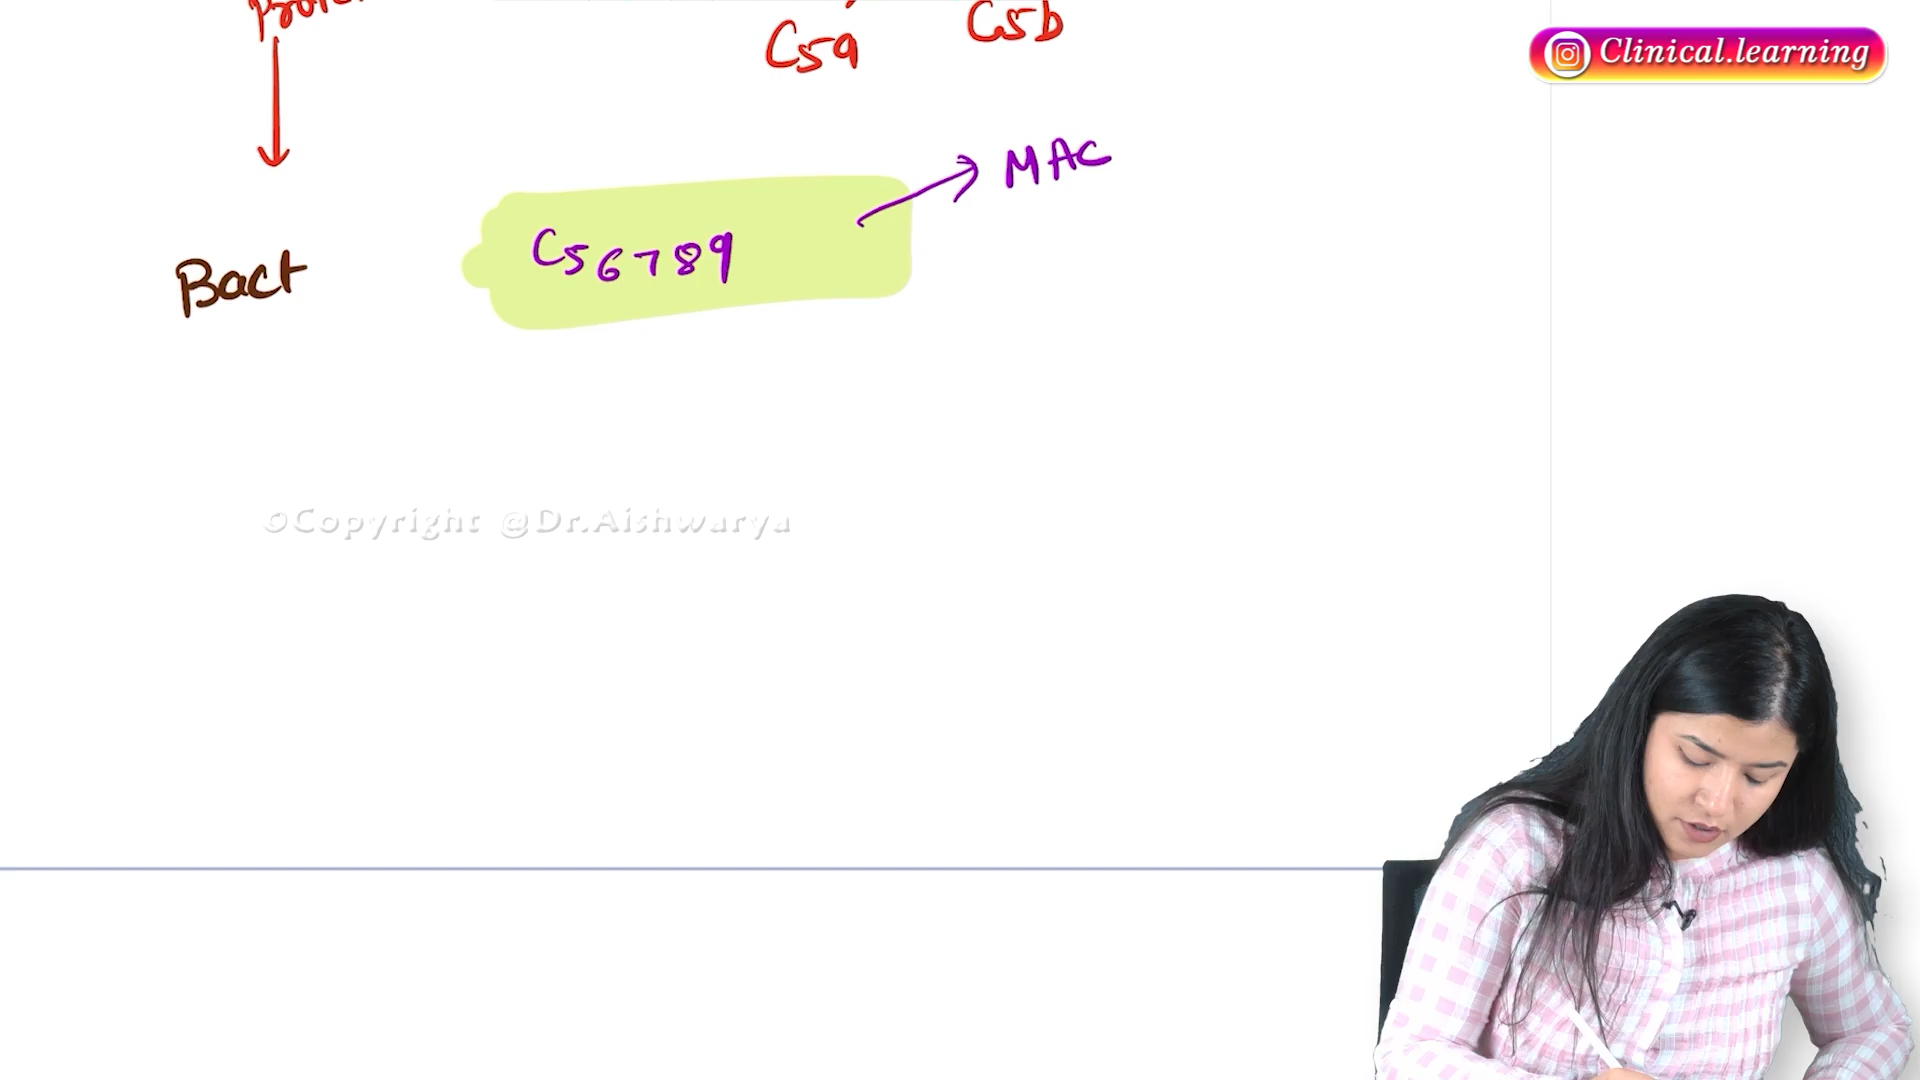 C5a
C5b
Clinical.learning
MAC
C56789
Bact
©Copyright @Dr.Aishwarya